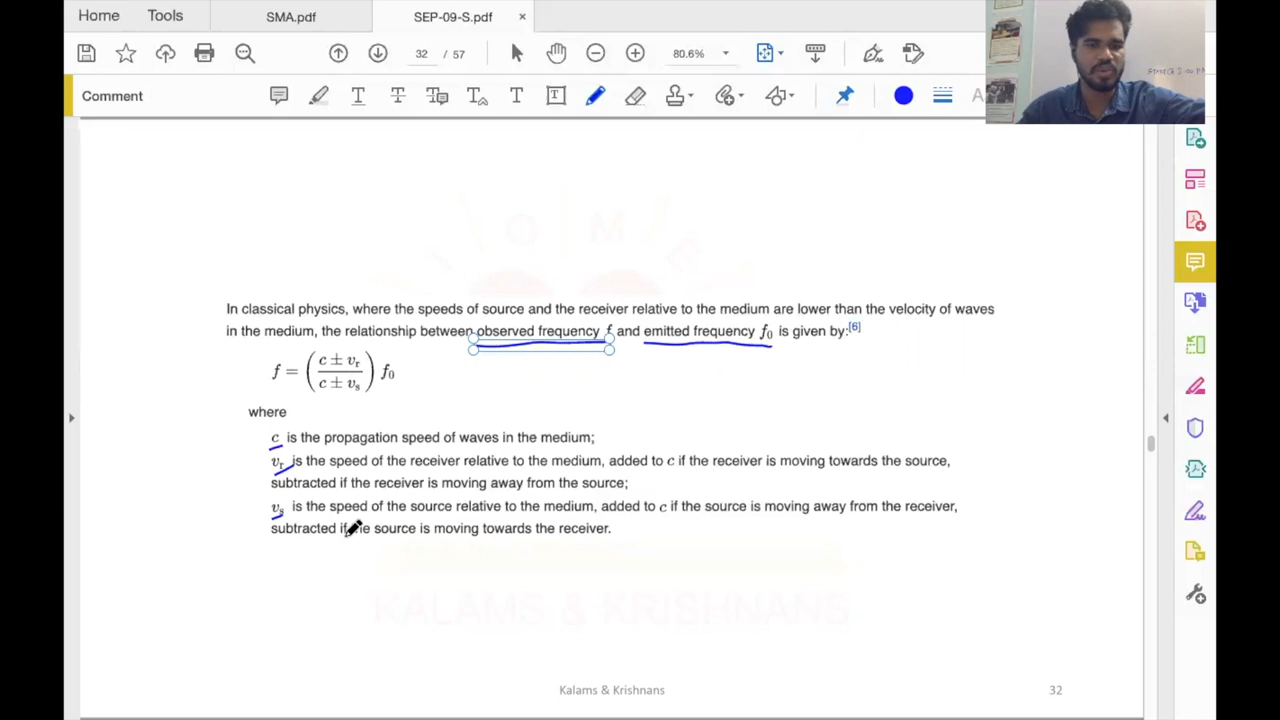 Home Tools SMA.pdf SEP-09-S.pdf ×
32 / 57 80.6%
Comment
I O M E
In classical physics, where the speeds of source and the receiver relative to the medium are lower than the velocity of waves
in the medium, the relationship between observed frequency f and emitted frequency f₀ is given by:[6]
f = ( c ± vᵣ / c ± vₛ ) f₀
where
c is the propagation speed of waves in the medium;
vᵣ is the speed of the receiver relative to the medium, added to c if the receiver is moving towards the source,
subtracted if the receiver is moving away from the source;
vₛ is the speed of the source relative to the medium, added to c if the source is moving away from the receiver,
subtracted if the source is moving towards the receiver.
KALAMS & KRISHNANS
Kalams & Krishnans 32